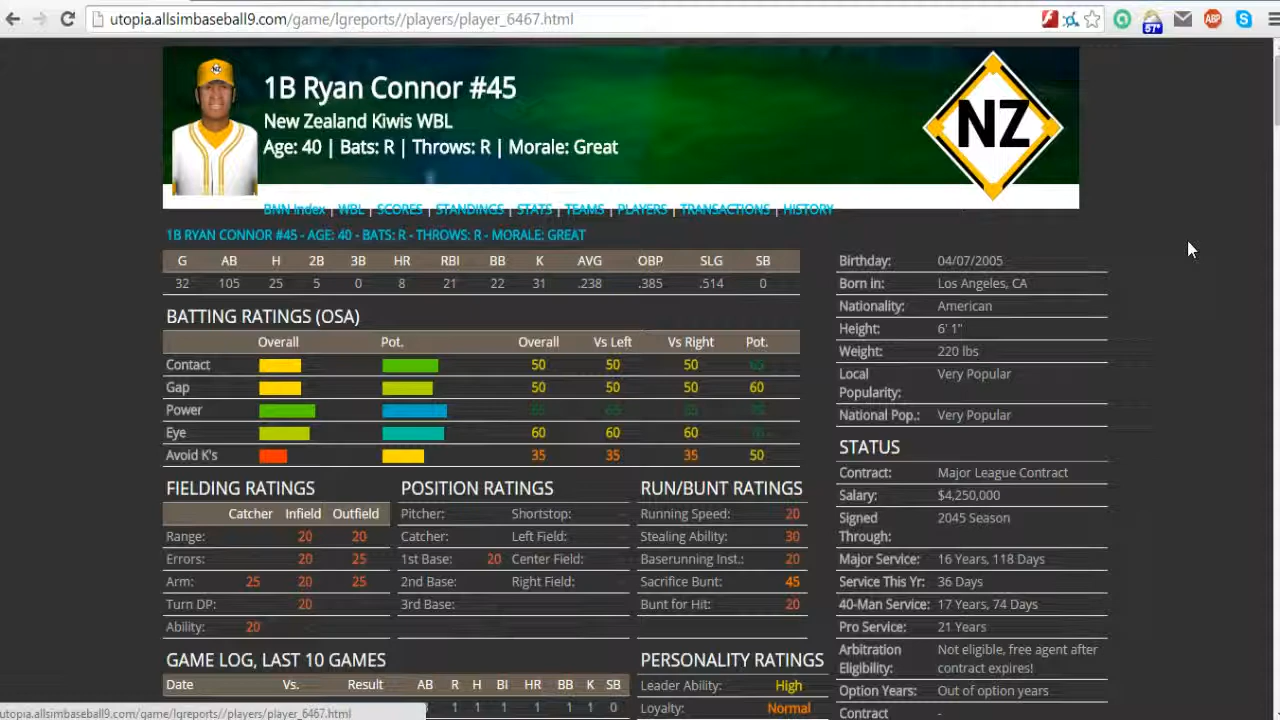 utopia.allsimbaseball9.com/game/lgreports//players/player_6467.html
57°
ABP
S
1B Ryan Connor #45
New Zealand Kiwis WBL
Age: 40 | Bats: R | Throws: R | Morale: Great
NZ
BNN Index | WBL | SCORES | STANDINGS | STATS | TEAMS | PLAYERS | TRANSACTIONS | HISTORY
1B RYAN CONNOR #45 - AGE: 40 - BATS: R - THROWS: R - MORALE: GREAT
G AB H 2B 3B HR RBI BB K AVG OBP SLG SB
32 105 25 5 0 8 21 22 31 .238 .385 .514 0
BATTING RATINGS (OSA)
Overall Pot. Overall Vs Left Vs Right Pot.
Contact 50 50 50 65
Gap 50 50 50 60
Power 65 65 65
Eye 60 60 60
Avoid K's 35 35 35 50
FIELDING RATINGS
Catcher Infield Outfield
Range: 20 20
Errors: 20 25
Arm: 25 20 25
Turn DP: 20
Ability: 20
POSITION RATINGS
Pitcher: Shortstop: -
Catcher: Left Field: -
1st Base: 20 Center Field: -
2nd Base: Right Field: -
3rd Base:
RUN/BUNT RATINGS
Running Speed: 20
Stealing Ability: 30
Baserunning Inst.: 20
Sacrifice Bunt: 45
Bunt for Hit: 20
GAME LOG, LAST 10 GAMES
Date Vs. Result AB R H BI HR BB K SB
1 1 1 1 1 1 0
PERSONALITY RATINGS
Leader Ability: High
Loyalty: Normal
Birthday: 04/07/2005
Born in: Los Angeles, CA
Nationality: American
Height: 6' 1"
Weight: 220 lbs
Local Popularity: Very Popular
National Pop.: Very Popular
STATUS
Contract: Major League Contract
Salary: $4,250,000
Signed Through: 2045 Season
Major Service: 16 Years, 118 Days
Service This Yr: 36 Days
40-Man Service: 17 Years, 74 Days
Pro Service: 21 Years
Arbitration Eligibility: Not eligible, free agent after contract expires!
Option Years: Out of option years
Contract -
utopia.allsimbaseball9.com/game/lgreports//players/player_6467.html